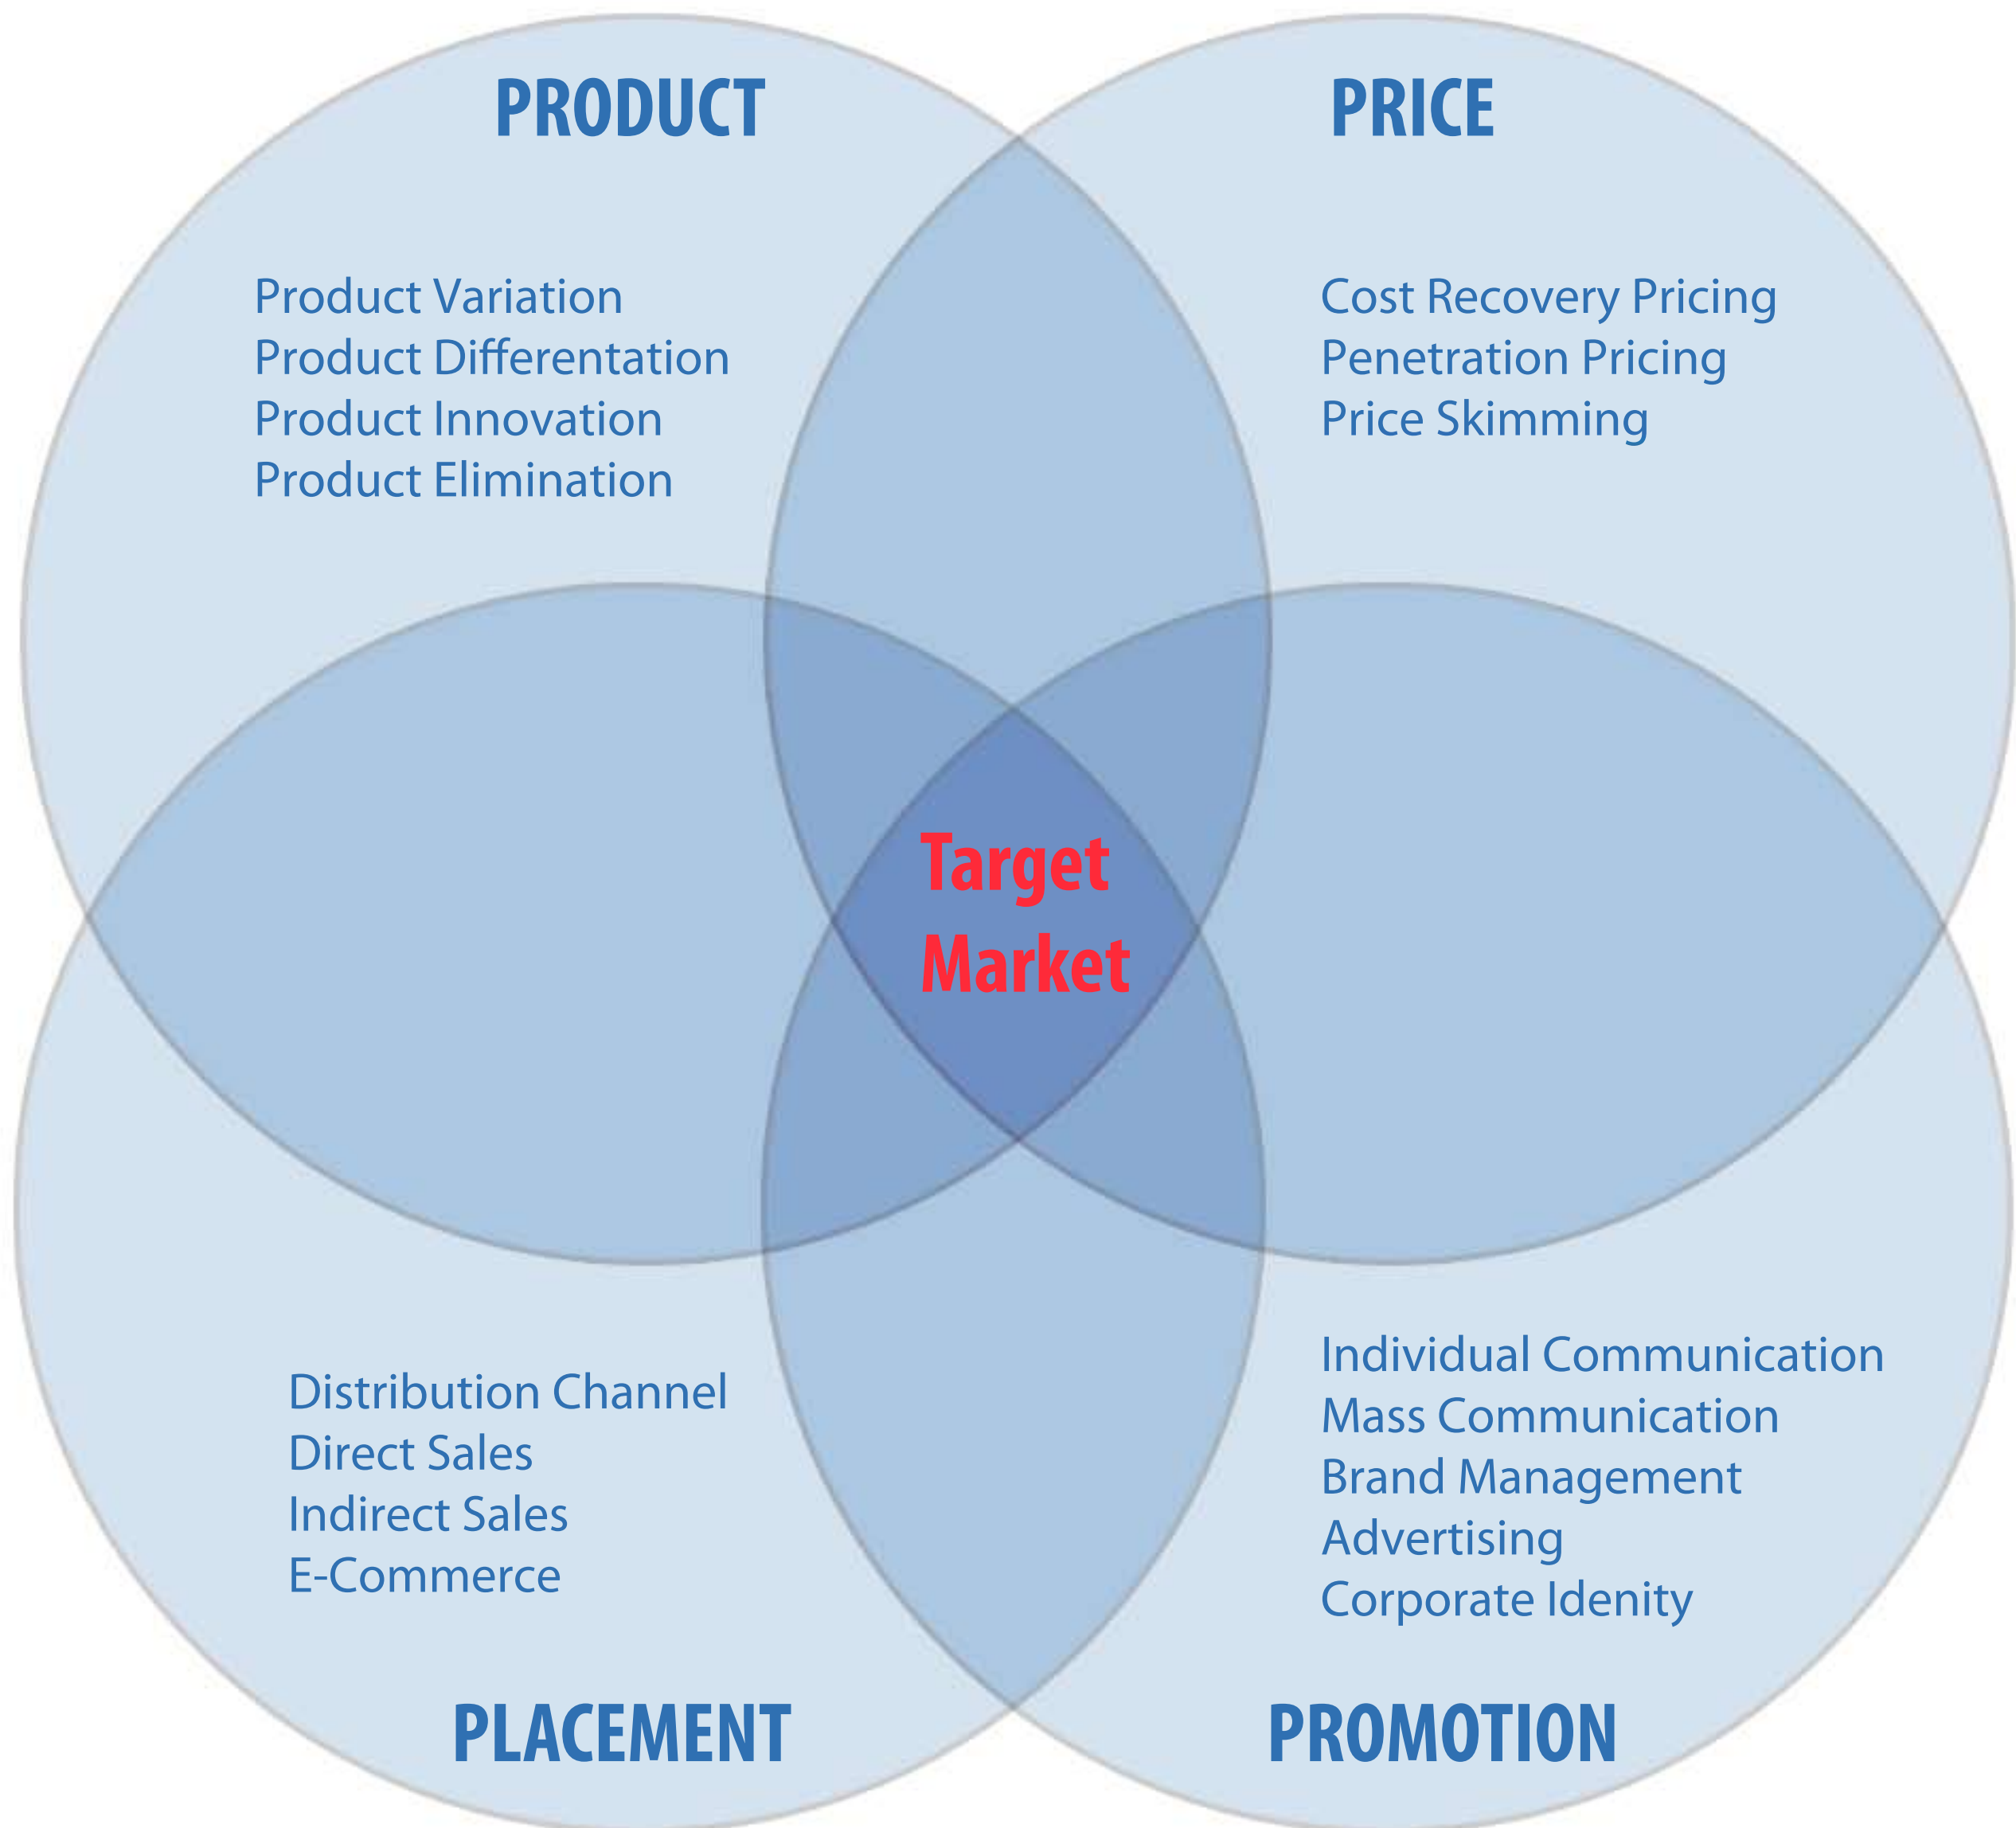 PRODUCT
Product Variation
Product Differentation
Product Innovation
Product Elimination
PRICE
Cost Recovery Pricing
Penetration Pricing
Price Skimming
Target
Market
Distribution Channel
Direct Sales
Indirect Sales
E-Commerce
PLACEMENT
Individual Communication
Mass Communication
Brand Management
Advertising
Corporate Idenity
PROMOTION